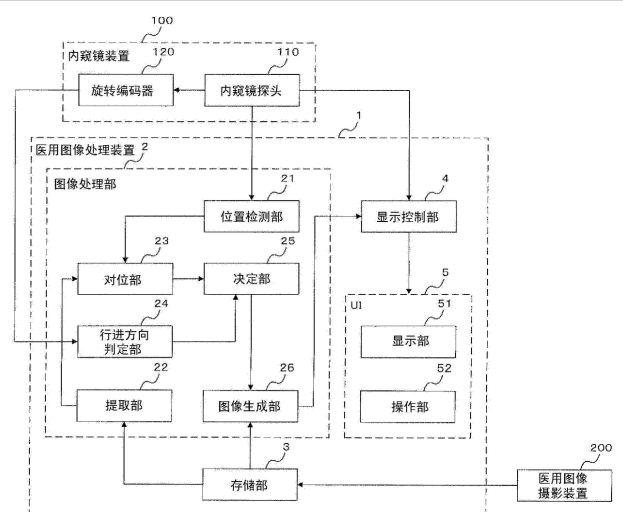 100
内窥镜装置
120
110
旋转编码器
内窥镜探头
1
医用图像处理装置
2
图像处理部
21
4
位置检测部
显示控制部
23
25
对位部
决定部
5
UI
24
51
行进方向
判定部
显示部
22
26
52
提取部
图像生成部
操作部
3
200
存储部
医用图像
摄影装置